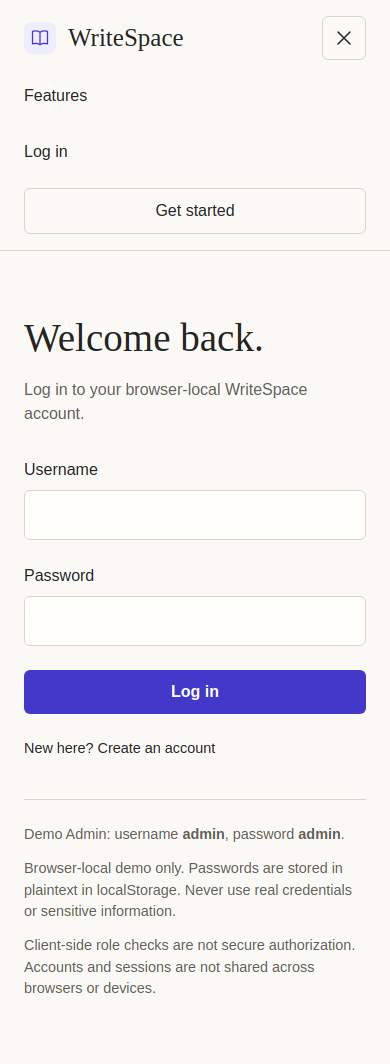 WriteSpace
Features
Log in
Get started
Welcome back.
Log in to your browser-local WriteSpace
account.
Username
Password
Log in
New here? Create an account
Demo Admin: username admin, password admin.
Browser-local demo only. Passwords are stored in
plaintext in localStorage. Never use real credentials
or sensitive information.
Client-side role checks are not secure authorization.
Accounts and sessions are not shared across
browsers or devices.